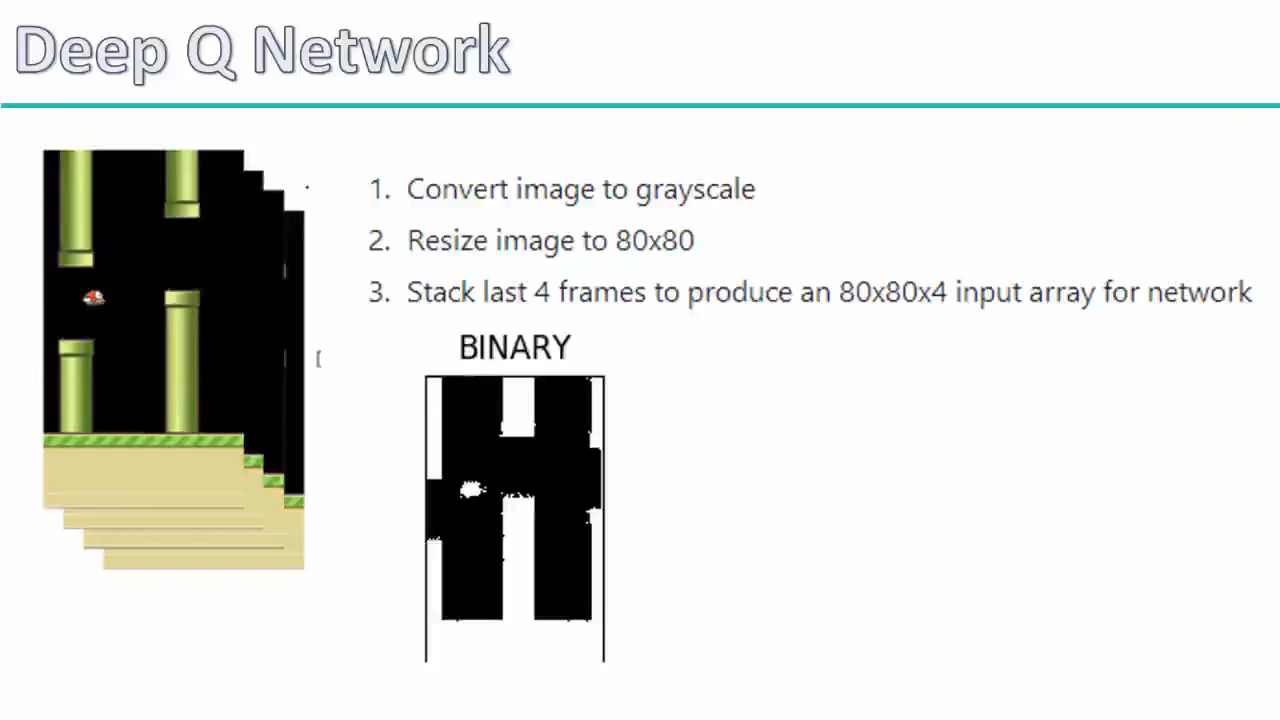 Deep Q Network
1. Convert image to grayscale
2. Resize image to 80x80
3. Stack last 4 frames to produce an 80x80x4 input array for network
BINARY